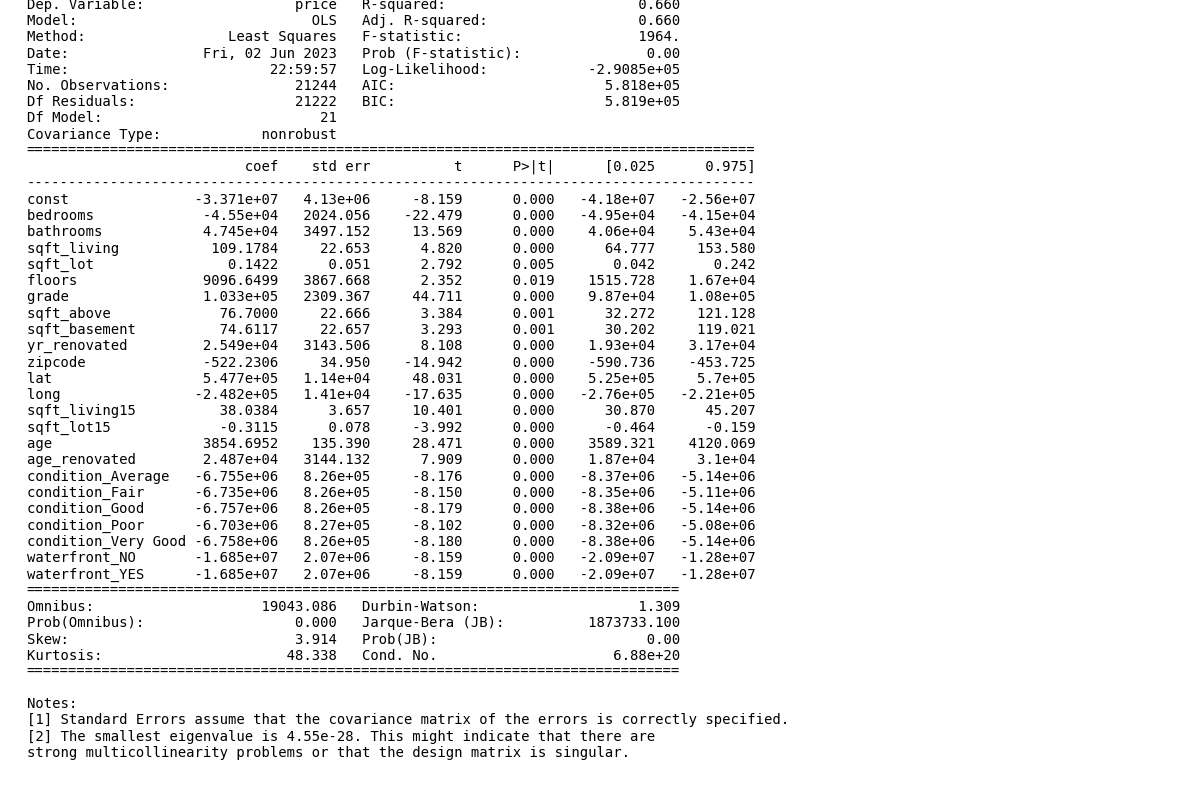 Dep. Variable: price R-squared: 0.660
Model: OLS Adj. R-squared: 0.660
Method: Least Squares F-statistic: 1964.
Date: Fri, 02 Jun 2023 Prob (F-statistic): 0.00
Time: 22:59:57 Log-Likelihood: -2.9085e+05
No. Observations: 21244 AIC: 5.818e+05
Df Residuals: 21222 BIC: 5.819e+05
Df Model: 21
Covariance Type: nonrobust
coef std err t P>|t| [0.025 0.975]
const -3.371e+07 4.13e+06 -8.159 0.000 -4.18e+07 -2.56e+07
bedrooms -4.55e+04 2024.056 -22.479 0.000 -4.95e+04 -4.15e+04
bathrooms 4.745e+04 3497.152 13.569 0.000 4.06e+04 5.43e+04
sqft_living 109.1784 22.653 4.820 0.000 64.777 153.580
sqft_lot 0.1422 0.051 2.792 0.005 0.042 0.242
floors 9096.6499 3867.668 2.352 0.019 1515.728 1.67e+04
grade 1.033e+05 2309.367 44.711 0.000 9.87e+04 1.08e+05
sqft_above 76.7000 22.666 3.384 0.001 32.272 121.128
sqft_basement 74.6117 22.657 3.293 0.001 30.202 119.021
yr_renovated 2.549e+04 3143.506 8.108 0.000 1.93e+04 3.17e+04
zipcode -522.2306 34.950 -14.942 0.000 -590.736 -453.725
lat 5.477e+05 1.14e+04 48.031 0.000 5.25e+05 5.7e+05
long -2.482e+05 1.41e+04 -17.635 0.000 -2.76e+05 -2.21e+05
sqft_living15 38.0384 3.657 10.401 0.000 30.870 45.207
sqft_lot15 -0.3115 0.078 -3.992 0.000 -0.464 -0.159
age 3854.6952 135.390 28.471 0.000 3589.321 4120.069
age_renovated 2.487e+04 3144.132 7.909 0.000 1.87e+04 3.1e+04
condition_Average -6.755e+06 8.26e+05 -8.176 0.000 -8.37e+06 -5.14e+06
condition_Fair -6.735e+06 8.26e+05 -8.150 0.000 -8.35e+06 -5.11e+06
condition_Good -6.757e+06 8.26e+05 -8.179 0.000 -8.38e+06 -5.14e+06
condition_Poor -6.703e+06 8.27e+05 -8.102 0.000 -8.32e+06 -5.08e+06
condition_Very Good -6.758e+06 8.26e+05 -8.180 0.000 -8.38e+06 -5.14e+06
waterfront_NO -1.685e+07 2.07e+06 -8.159 0.000 -2.09e+07 -1.28e+07
waterfront_YES -1.685e+07 2.07e+06 -8.159 0.000 -2.09e+07 -1.28e+07
Omnibus: 19043.086 Durbin-Watson: 1.309
Prob(Omnibus): 0.000 Jarque-Bera (JB): 1873733.100
Skew: 3.914 Prob(JB): 0.00
Kurtosis: 48.338 Cond. No. 6.88e+20
Notes:
[1] Standard Errors assume that the covariance matrix of the errors is correctly specified.
[2] The smallest eigenvalue is 4.55e-28. This might indicate that there are
strong multicollinearity problems or that the design matrix is singular.